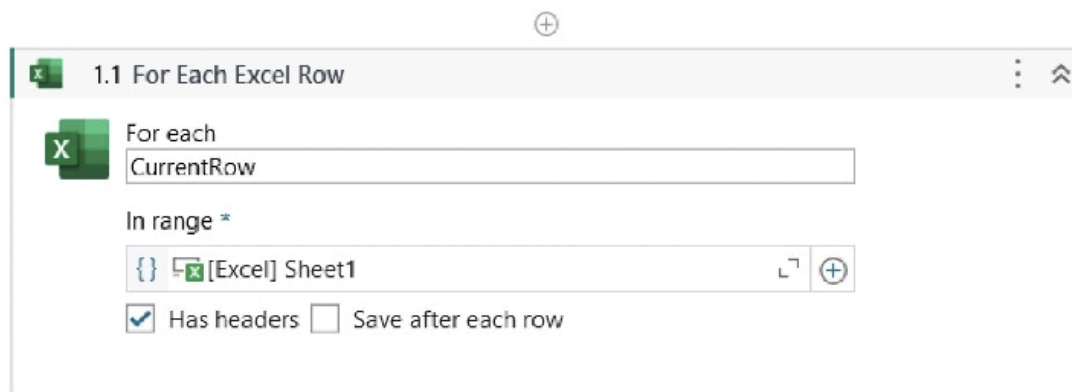 1.1 For Each Excel Row
For each
CurrentRow
In range *
{} [Excel] Sheet1
Has headers Save after each row